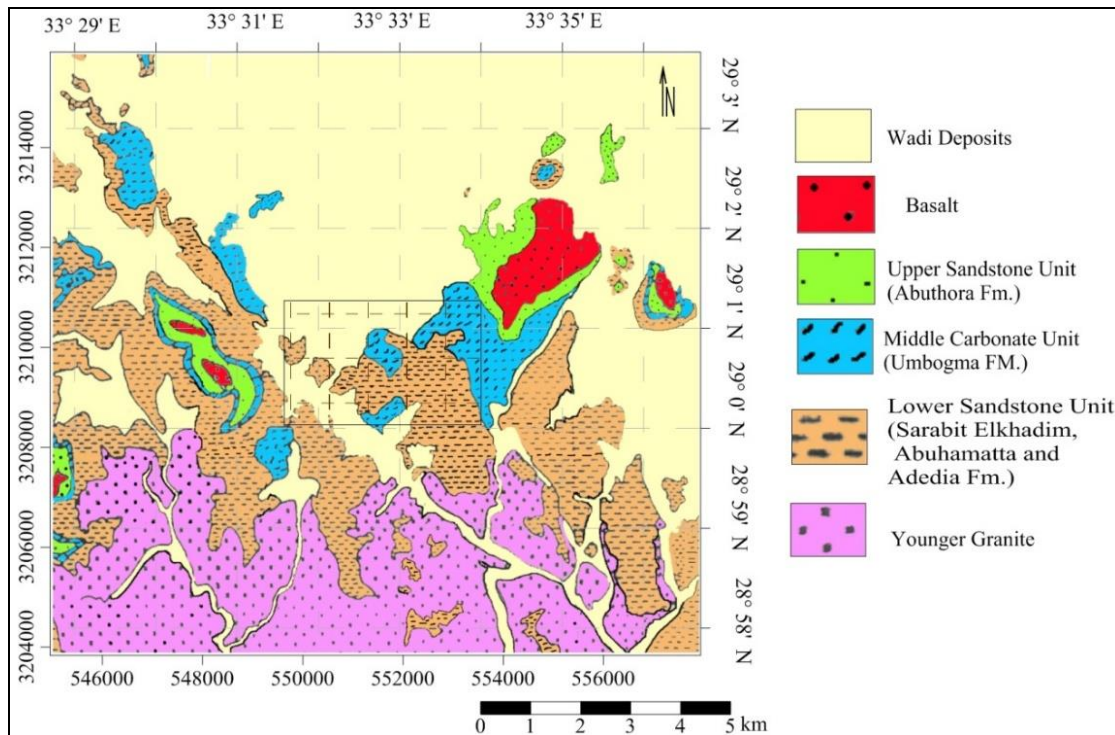 33° 29' E 33° 31' E 33° 33' E 33° 35' E
N
29° 3' N
29° 2' N
29° 1' N
29° 0' N
28° 59' N
28° 58' N
3214000
3212000
3210000
3208000
3206000
3204000
546000 548000 550000 552000 554000 556000
0 1 2 3 4 5 km
Wadi Deposits
Basalt
Upper Sandstone Unit
(Abuthora Fm.)
Middle Carbonate Unit
(Umbogma FM.)
Lower Sandstone Unit
(Sarabit Elkhadim,
Abuhamatta and
Adedia Fm.)
Younger Granite